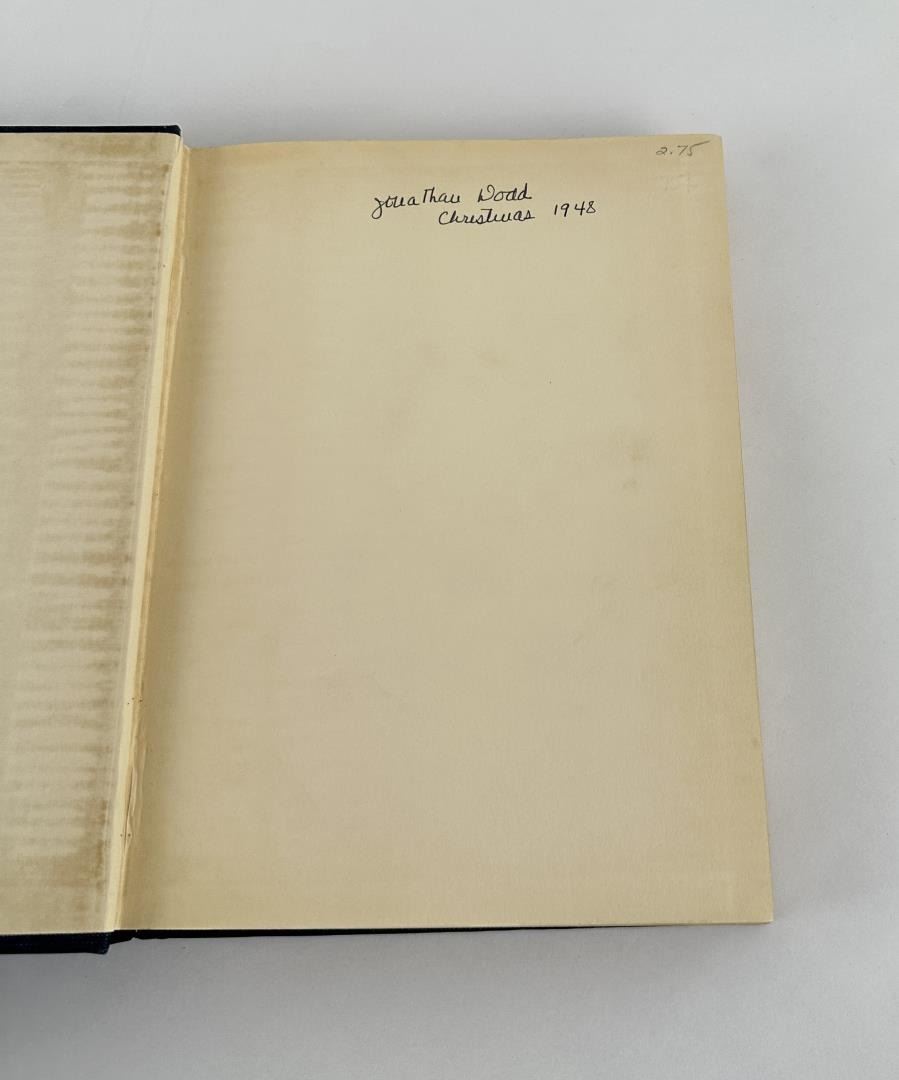 2.75
Jonathan Dodd
Christmas 1948